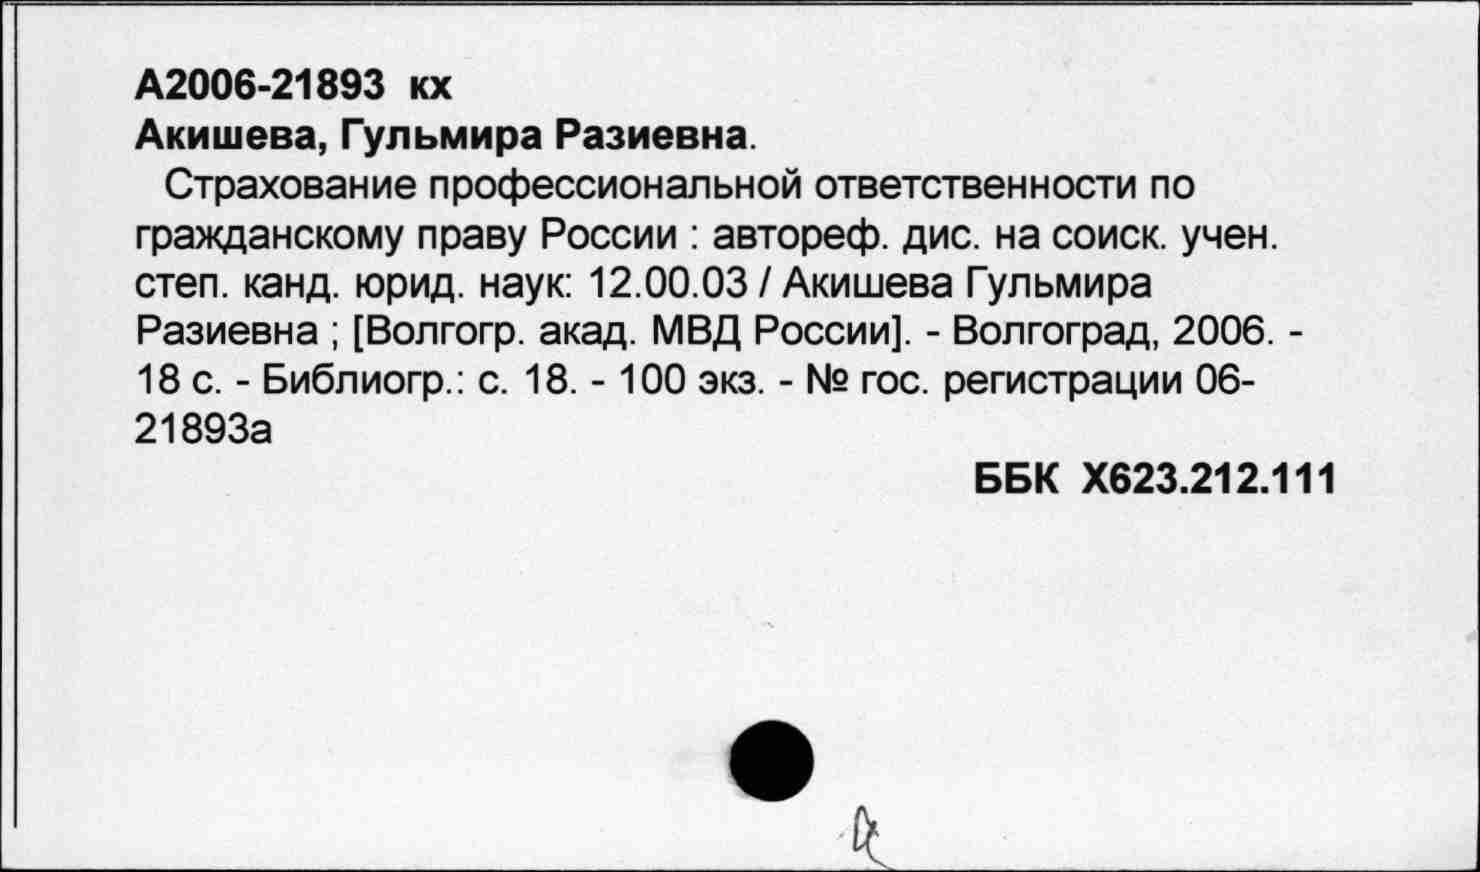 А2006-21893 кх
Акишева, Гульмира Разиевна.
Страхование профессиональной ответственности по
гражданскому праву России : автореф. дис. на соиск. учен.
степ. канд. юрид. наук: 12.00.03 / Акишева Гульмира
Разиевна ; [Волгогр. акад. МВД России]. - Волгоград, 2006. -
18 с. - Библиогр.: с. 18. - 100 экз. - № гос. регистрации 06-
21893а
ББК Х623.212.111